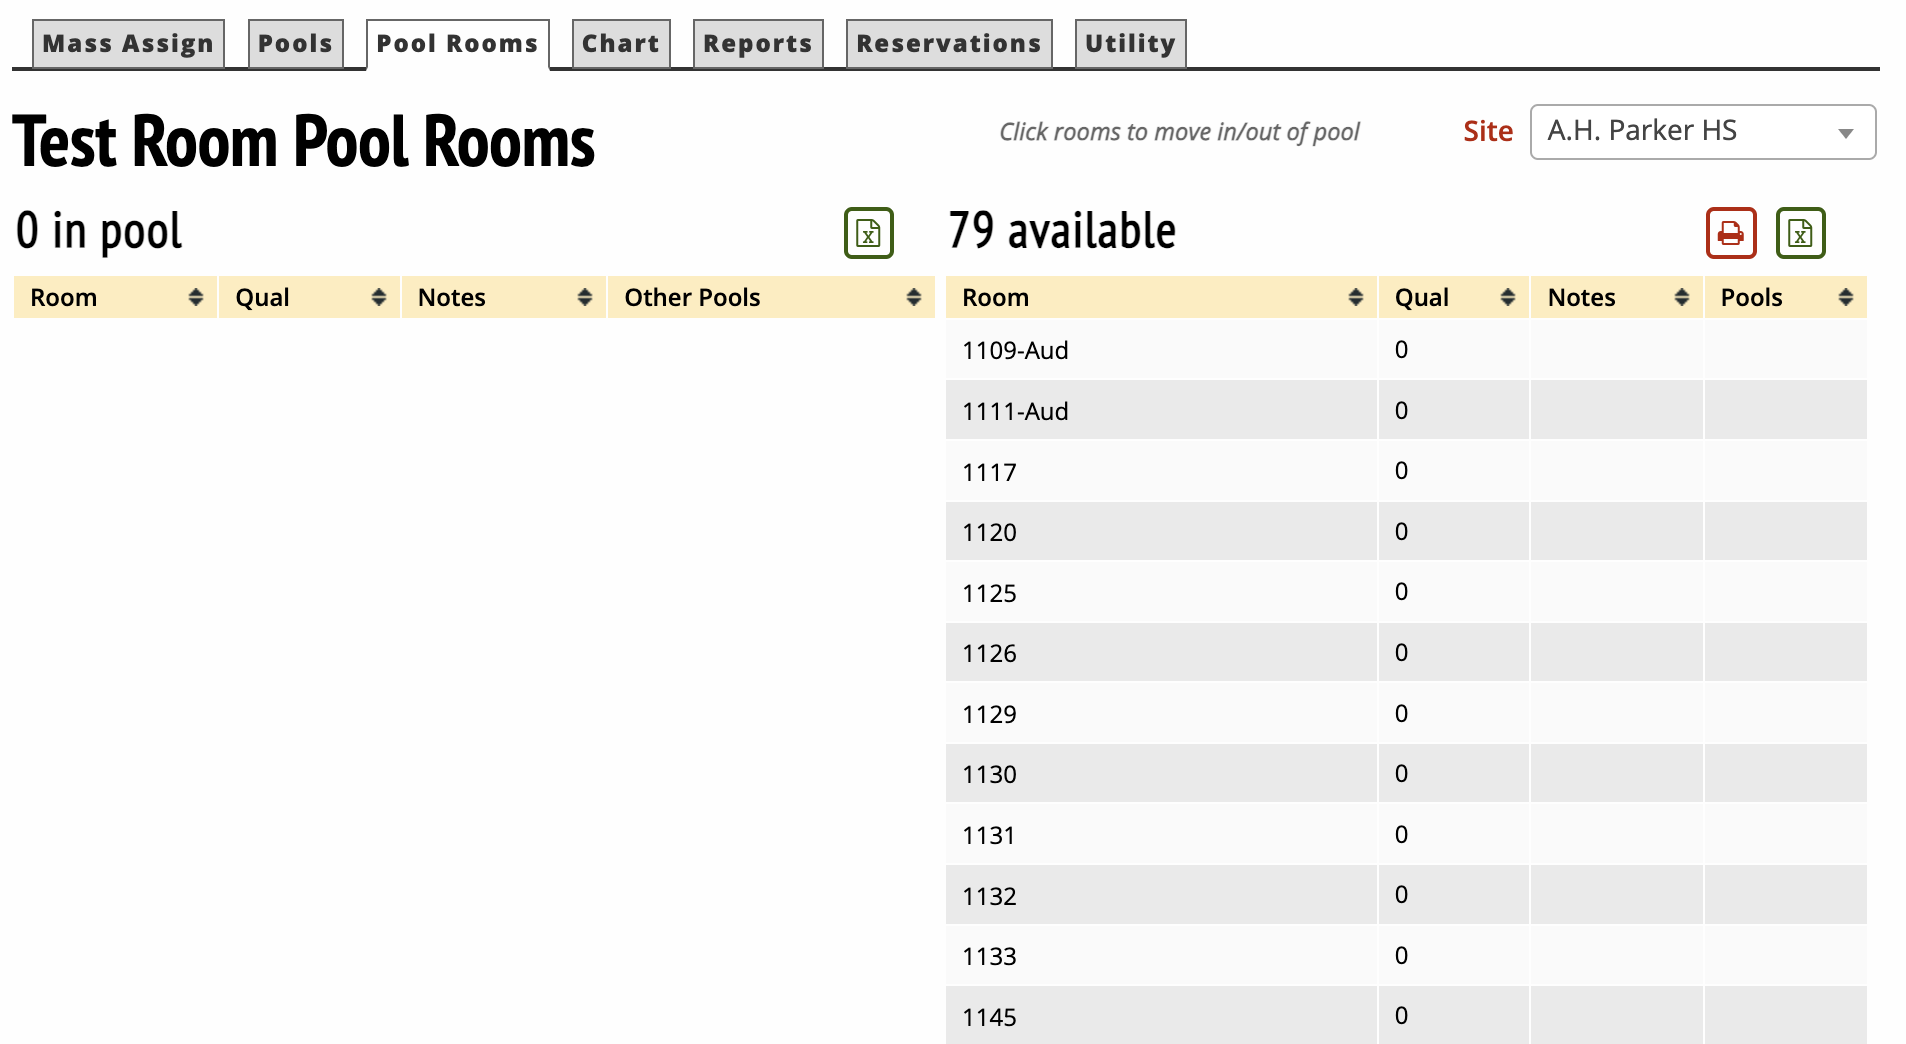 Mass Assign Pools Pool Rooms Chart Reports Reservations Utility
Test Room Pool Rooms
Click rooms to move in/out of pool
Site A.H. Parker HS
0 in pool
Room Qual Notes Other Pools
79 available
Room Qual Notes Pools
1109-Aud 0
1111-Aud 0
1117 0
1120 0
1125 0
1126 0
1129 0
1130 0
1131 0
1132 0
1133 0
1145 0